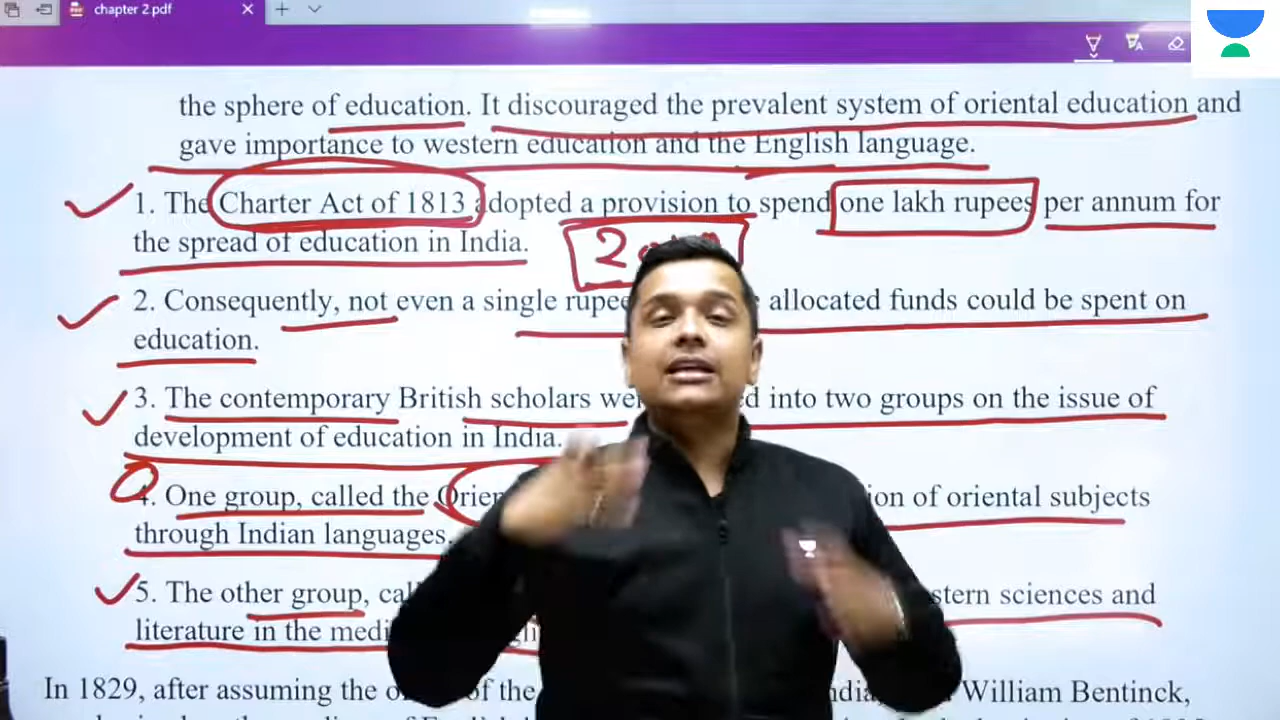 chapter 2 pdf
the sphere of education. It discouraged the prevalent system of oriental education and
gave importance to western education and the English language.
1. The Charter Act of 1813 adopted a provision to spend one lakh rupees per annum for
the spread of education in India.
2
2. Consequently, not even a single rupee allocated funds could be spent on
education.
3. The contemporary British scholars into two groups on the issue of
development of education in India.
4. One group, called the of oriental subjects
through Indian languages.
5. The other group, sciences and
literature in the
In 1829, after assuming the of the William Bentinck,